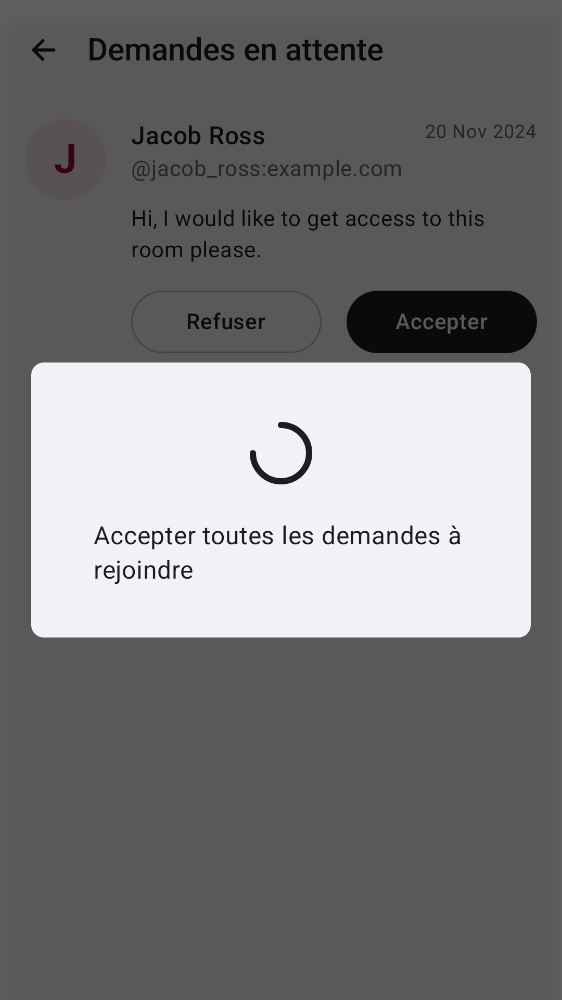 Demandes en attente
J
Jacob Ross
20 Nov 2024
@jacob_ross:example.com
Hi, I would like to get access to this
room please.
Refuser
Accepter
Accepter toutes les demandes à
rejoindre